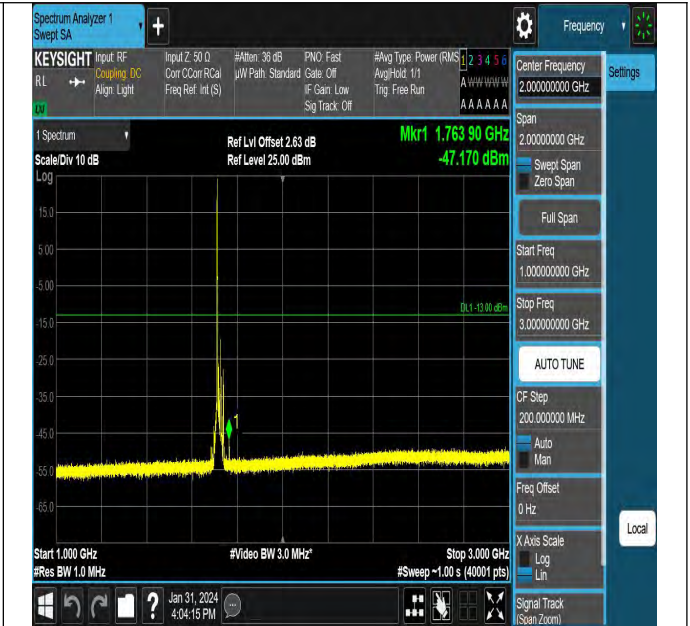 Spectrum Analyzer 1
Swept SA
+
Frequency
KEYSIGHT
RL
Input: RF
Coupling: DC
Align: Light
Input Z: 50 Ω
Corr CCorr RCal
Freq Ref: Int (S)
#Atten: 36 dB
µW Path: Standard
PNO: Fast
Gate: Off
IF Gain: Low
Sig Track: Off
#Avg Type: Power (RMS
Avg|Hold: 1/1
Trig: Free Run
1 2 3 4 5 6
A W W W W W
A A A A A A
LXI
1 Spectrum
Scale/Div 10 dB
Log
Ref Lvl Offset 2.63 dB
Ref Level 25.00 dBm
Mkr1 1.763 90 GHz
-47.170 dBm
15.0
5.00
-5.00
-15.0
-25.0
-35.0
-45.0
-55.0
-65.0
DL1 -13.00 dBm
1
Start 1.000 GHz
#Res BW 1.0 MHz
#Video BW 3.0 MHz*
Stop 3.000 GHz
#Sweep ~1.00 s (40001 pts)
Center Frequency
2.000000000 GHz
Settings
Span
2.00000000 GHz
Swept Span
Zero Span
Full Span
Start Freq
1.000000000 GHz
Stop Freq
3.000000000 GHz
AUTO TUNE
CF Step
200.000000 MHz
Auto
Man
Freq Offset
0 Hz
X Axis Scale
Log
Lin
Local
Signal Track
(Span Zoom)
?
Jan 31, 2024
4:04:15 PM